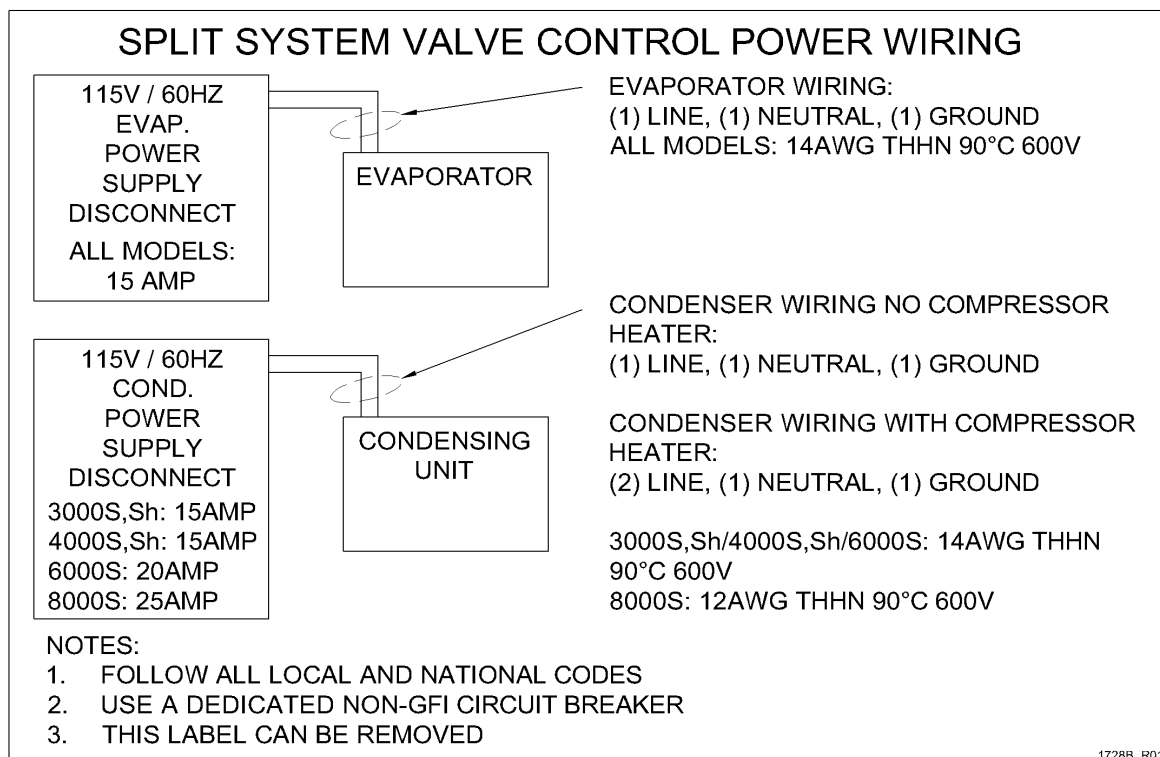 SPLIT SYSTEM VALVE CONTROL POWER WIRING
115V / 60HZ
EVAP.
POWER
SUPPLY
DISCONNECT
ALL MODELS:
15 AMP
EVAPORATOR
EVAPORATOR WIRING:
(1) LINE, (1) NEUTRAL, (1) GROUND
ALL MODELS: 14AWG THHN 90°C 600V
115V / 60HZ
COND.
POWER
SUPPLY
DISCONNECT
3000S,Sh: 15AMP
4000S,Sh: 15AMP
6000S: 20AMP
8000S: 25AMP
CONDENSING
UNIT
CONDENSER WIRING NO COMPRESSOR
HEATER:
(1) LINE, (1) NEUTRAL, (1) GROUND
CONDENSER WIRING WITH COMPRESSOR
HEATER:
(2) LINE, (1) NEUTRAL, (1) GROUND
3000S,Sh/4000S,Sh/6000S: 14AWG THHN
90°C 600V
8000S: 12AWG THHN 90°C 600V
NOTES:
1. FOLLOW ALL LOCAL AND NATIONAL CODES
2. USE A DEDICATED NON-GFI CIRCUIT BREAKER
3. THIS LABEL CAN BE REMOVED
1728B_R01